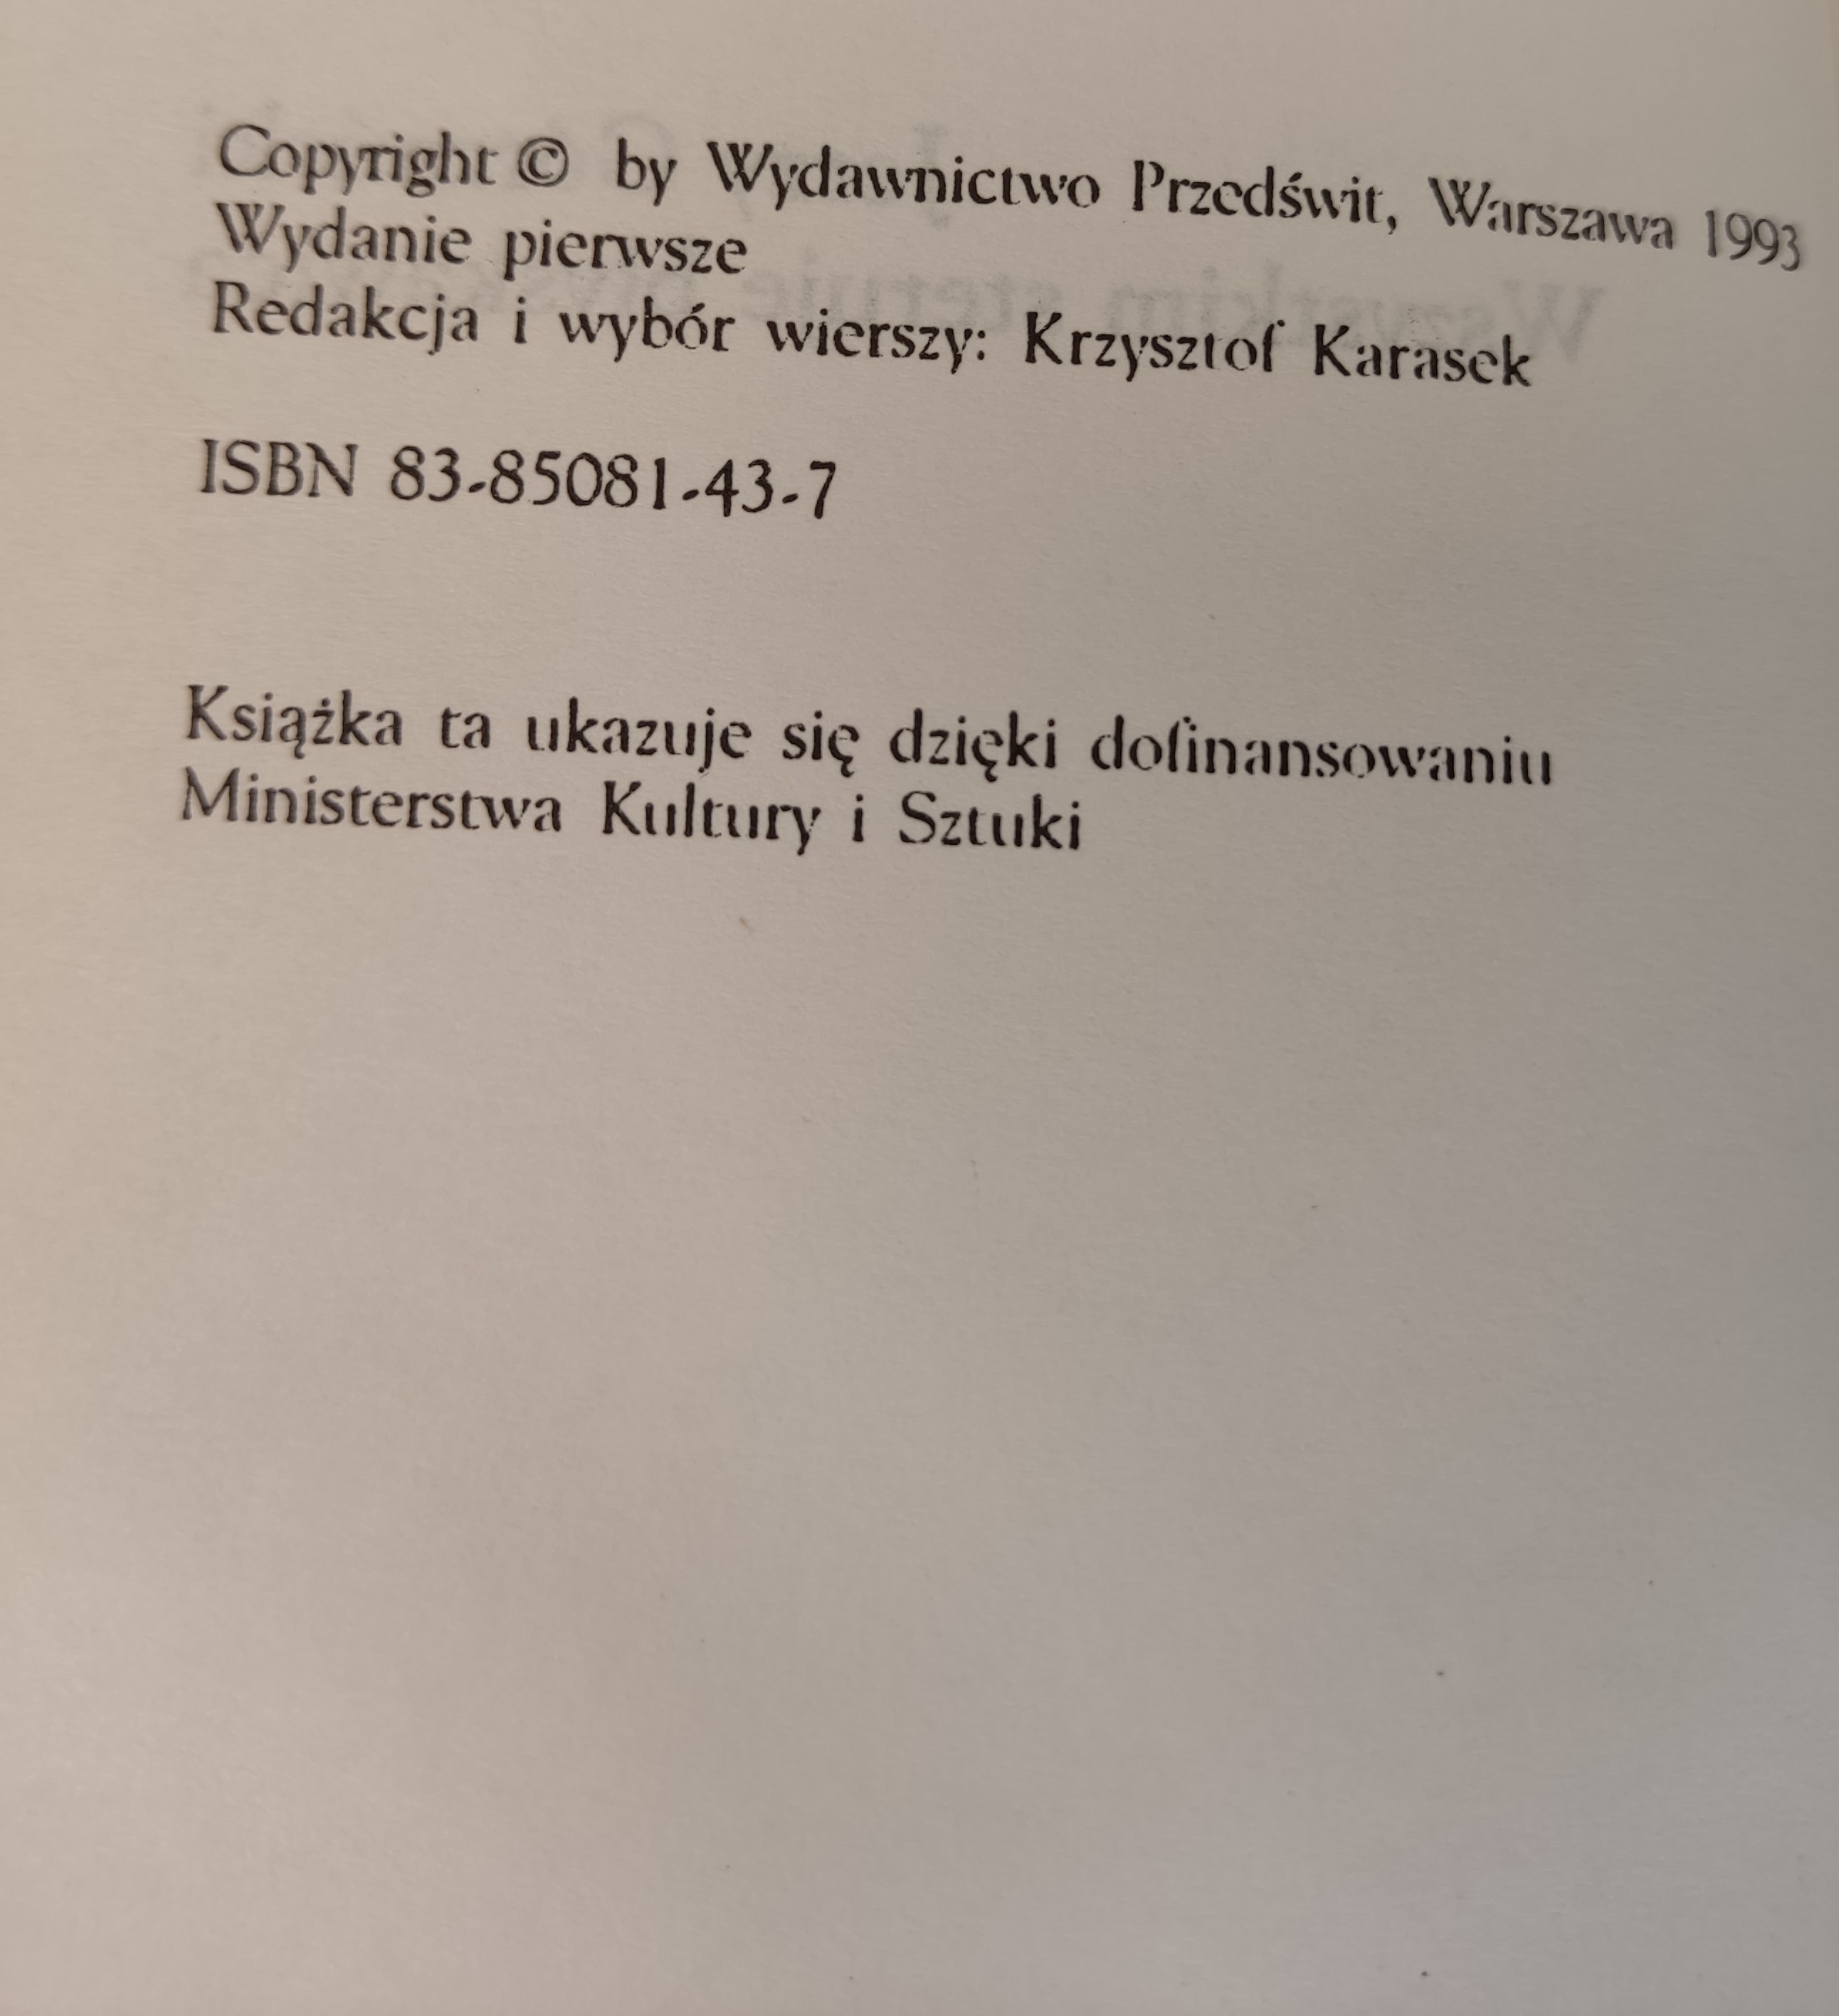 Copyright © by Wydawnictwo Przedświt, Warszawa 1993
Wydanie pierwsze
Redakcja i wybór wierszy: Krzysztof Karasek
ISBN 83-85081-43-7
Książka ta ukazuje się dzięki dofinansowaniu
Ministerstwa Kultury i Sztuki